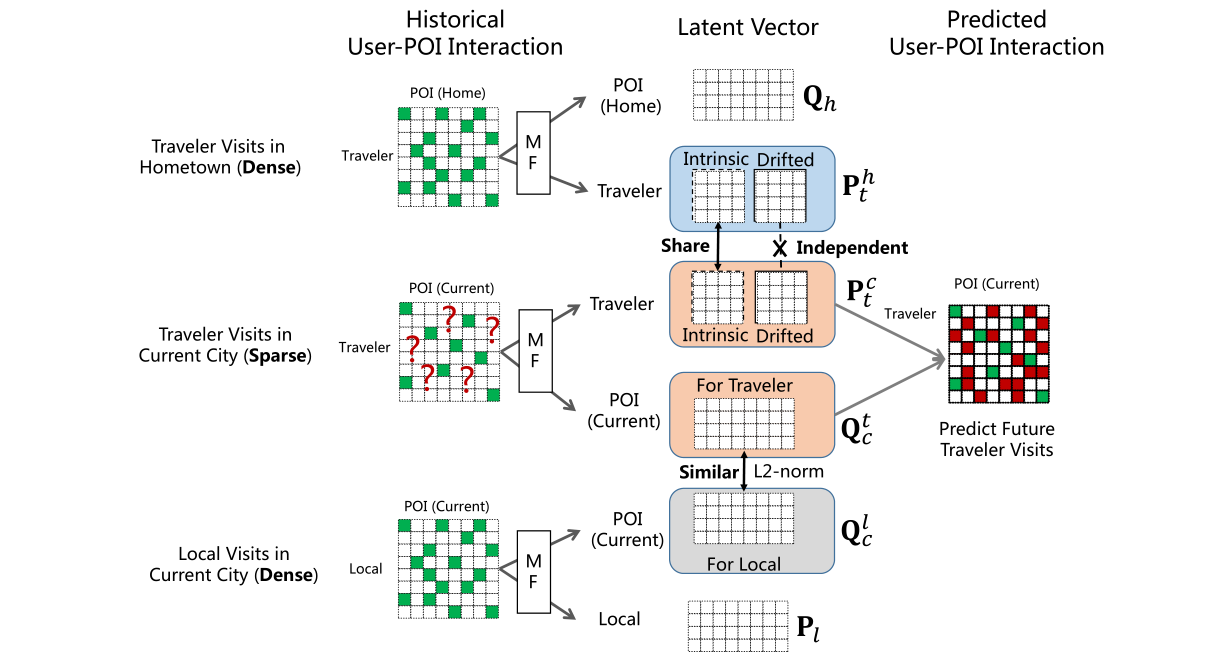 Historical
User-POI Interaction
Latent Vector
Predicted
User-POI Interaction
Traveler Visits in
Hometown (Dense)
POI (Home)
Traveler
M
F
POI
(Home)
Traveler
Q_h
Intrinsic Drifted
P_t^h
Share
Independent
Traveler Visits in
Current City (Sparse)
POI (Current)
Traveler
? ? ? ? ?
M
F
Traveler
POI
(Current)
P_t^c
Intrinsic Drifted
For Traveler
Q_c^t
Similar L2-norm
POI (Current)
Traveler
Predict Future
Traveler Visits
Local Visits in
Current City (Dense)
POI (Current)
Local
M
F
POI
(Current)
Local
Q_c^l
For Local
P_l